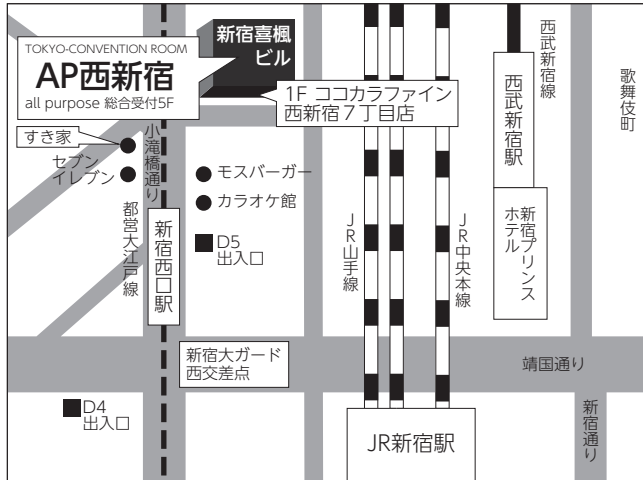 TOKYO-CONVENTION ROOM
AP西新宿
all purpose 総合受付5F
新宿喜楓
ビル
1F ココカラファイン
西新宿7丁目店
西武新宿線
西武新宿駅
歌舞伎町
すき家
セブン
イレブン
小滝橋通り
モスバーガー
カラオケ館
都営大江戸線
新宿西口駅
D5
出入口
JR山手線
JR中央本線
新宿プリンス
ホテル
新宿大ガード
西交差点
靖国通り
D4
出入口
JR新宿駅
新宿通り